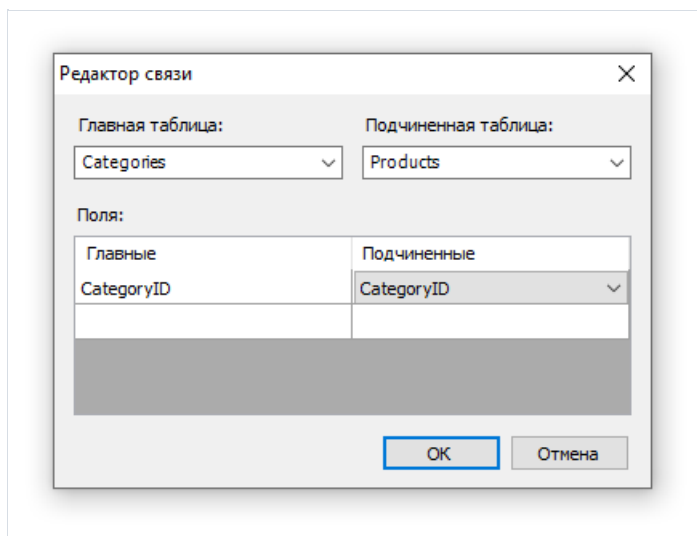 Редактор связи
Главная таблица: Подчиненная таблица:
Categories Products
Поля:
Главные Подчиненные
CategoryID CategoryID
OK Отмена